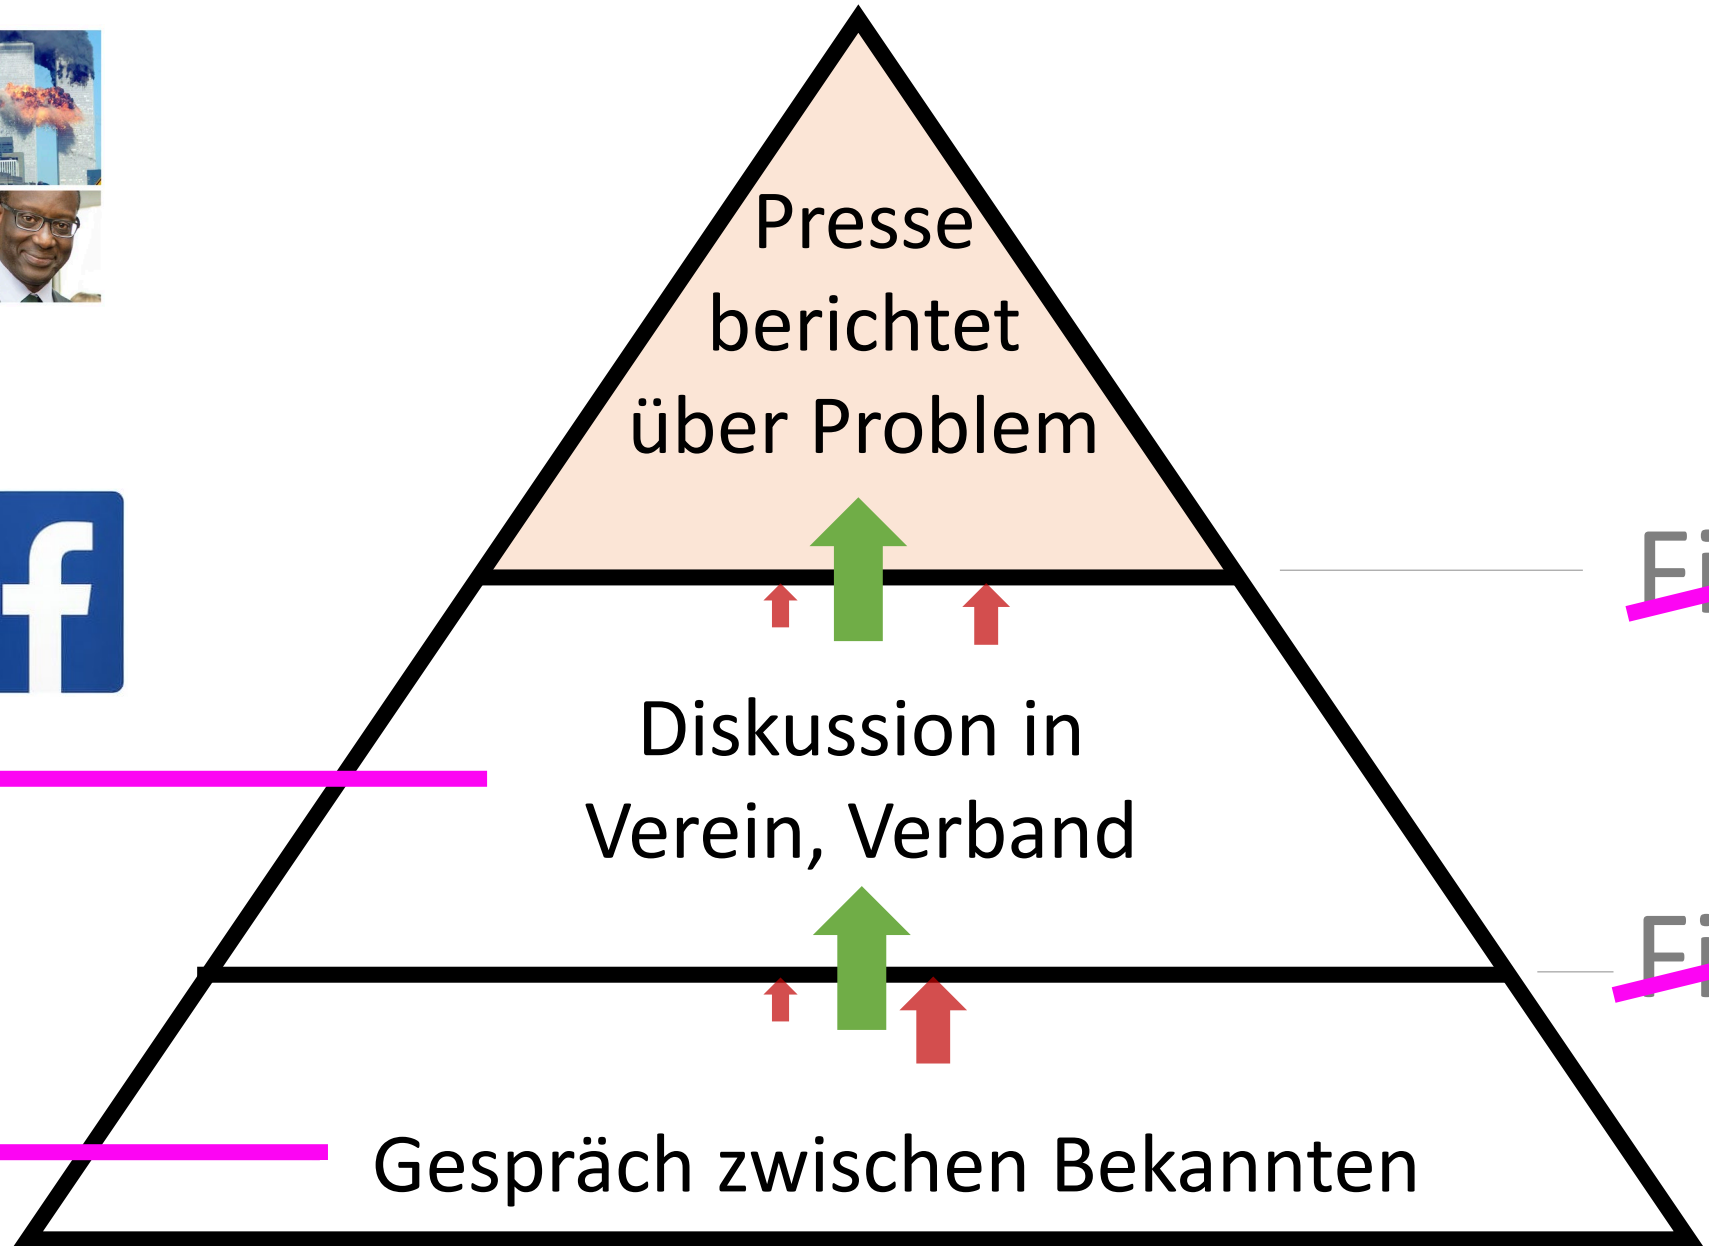 Presse
berichtet
über Problem
Diskussion in
Verein, Verband
Gespräch zwischen Bekannten